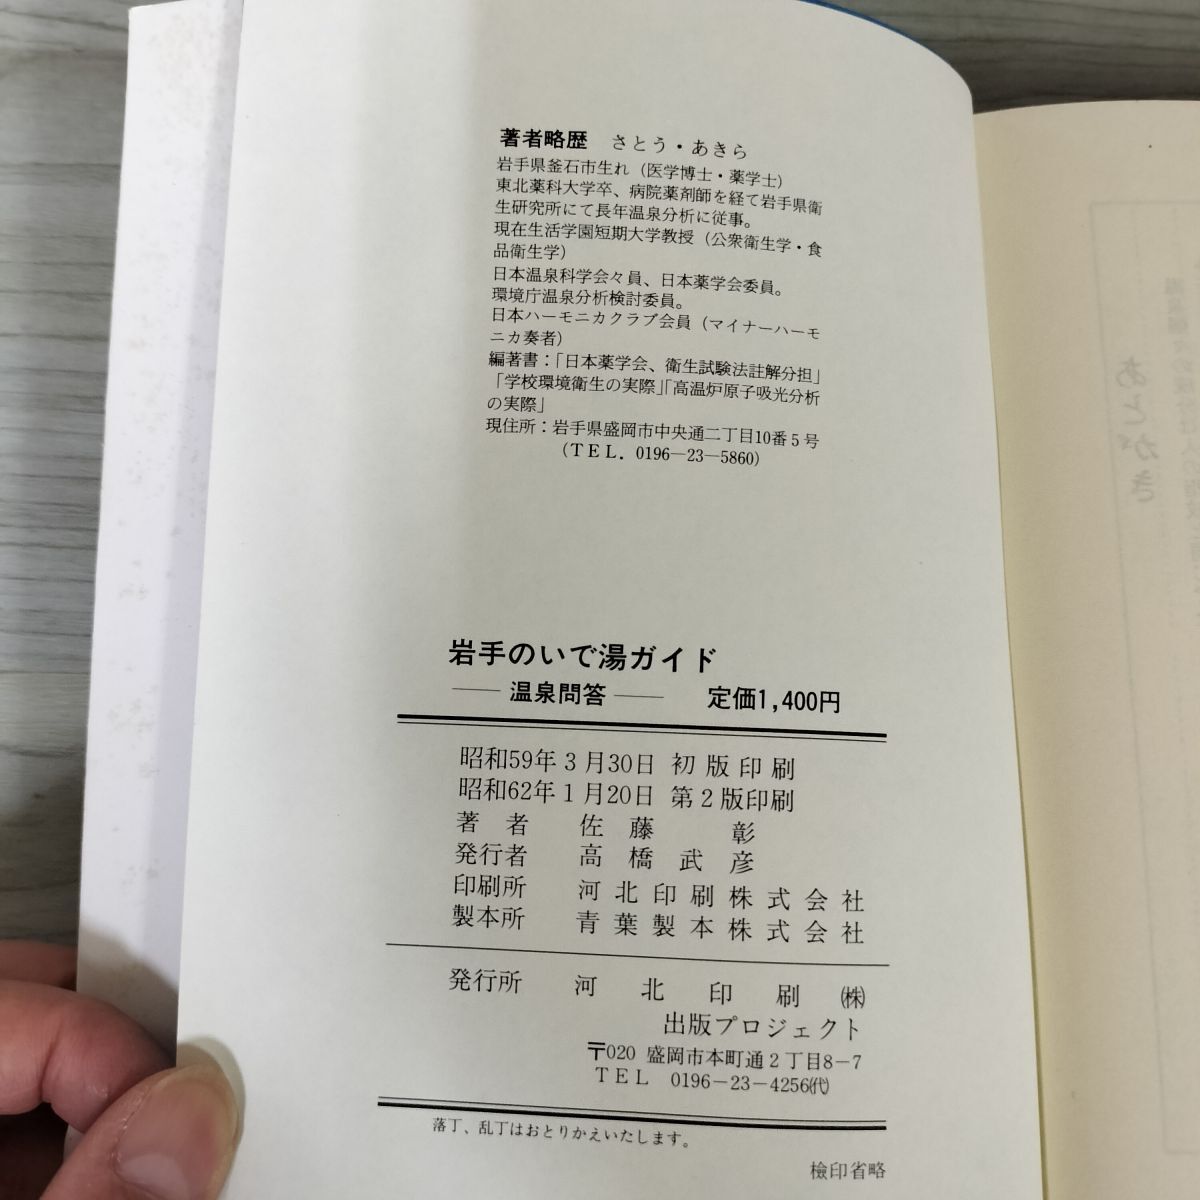 著者略歴　さとう・あきら
岩手県釜石市生れ（医学博士・薬学士）
東北薬科大学卒、病院薬剤師を経て岩手県衛
生研究所にて長年温泉分析に従事。
現在生活学園短期大学教授（公衆衛生学・食
品衛生学）
日本温泉科学会々員、日本薬学会委員。
環境庁温泉分析検討委員。
日本ハーモニカクラブ会員（マイナーハーモ
ニカ奏者）
編著書：「日本薬学会、衛生試験法註解分担」
「学校環境衛生の実際」「高温炉原子吸光分析
の実際」
現住所：岩手県盛岡市中央通二丁目10番５号
（ＴＥＬ．0196―23―5860）
岩手のいで湯ガイド
――温泉問答――　定価1,400円
昭和59年３月30日 初版印刷
昭和62年１月20日 第２版印刷
著者　佐藤　彰
発行者　高橋武彦
印刷所　河北印刷株式会社
製本所　青葉製本株式会社
発行所　河北印刷㈱
出版プロジェクト
〒020 盛岡市本町通２丁目8−7
ＴＥＬ　0196−23−4256㈹
落丁、乱丁はおとりかえいたします。
検印省略
あとがき